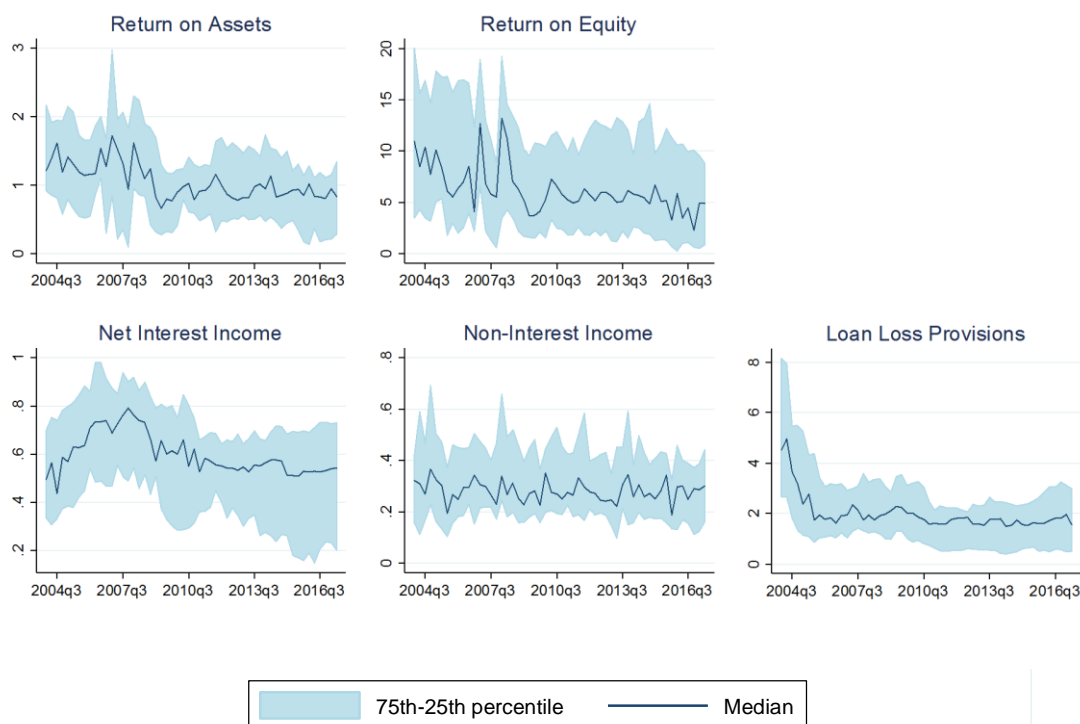 Return on Assets
3
2
1
0
2004q3 2007q3 2010q3 2013q3 2016q3
Return on Equity
20
15
10
5
0
2004q3 2007q3 2010q3 2013q3 2016q3
Net Interest Income
1
.8
.6
.4
.2
2004q3 2007q3 2010q3 2013q3 2016q3
Non-Interest Income
.8
.6
.4
.2
0
2004q3 2007q3 2010q3 2013q3 2016q3
Loan Loss Provisions
8
6
4
2
0
2004q3 2007q3 2010q3 2013q3 2016q3
75th-25th percentile Median